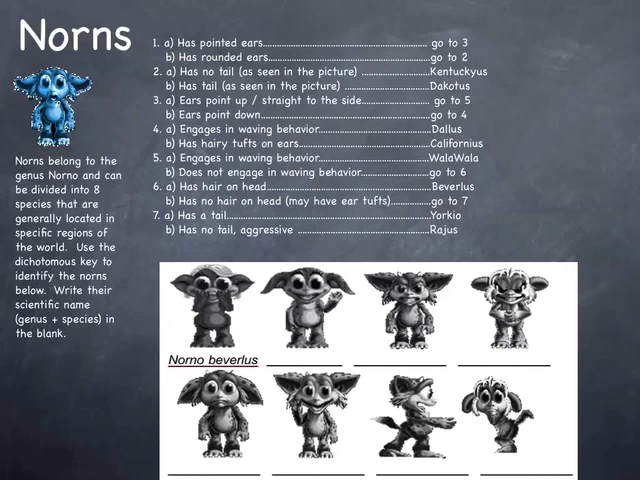 Norns
Norns belong to the
genus Norno and can
be divided into 8
species that are
generally located in
specific regions of
the world. Use the
dichotomous key to
identify the norns
below. Write their
scientific name
(genus + species) in
the blank.
1. a) Has pointed ears............................................................ go to 3
b) Has rounded ears...........................................................go to 2
2. a) Has no tail (as seen in the picture) .........................Kentuckyus
b) Has tail (as seen in the picture) ...............................Dakotus
3. a) Ears point up / straight to the side......................... go to 5
b) Ears point down............................................................go to 4
4. a) Engages in waving behavior.........................................Dallus
b) Has hairy tufts on ears................................................Californius
5. a) Engages in waving behavior........................................WalaWala
b) Does not engage in waving behavior.........................go to 6
6. a) Has hair on head............................................................Beverlus
b) Has no hair on head (may have ear tufts)...............go to 7
7. a) Has a tail.........................................................................Yorkio
b) Has no tail, aggressive ................................................Rajus
Norno beverlus